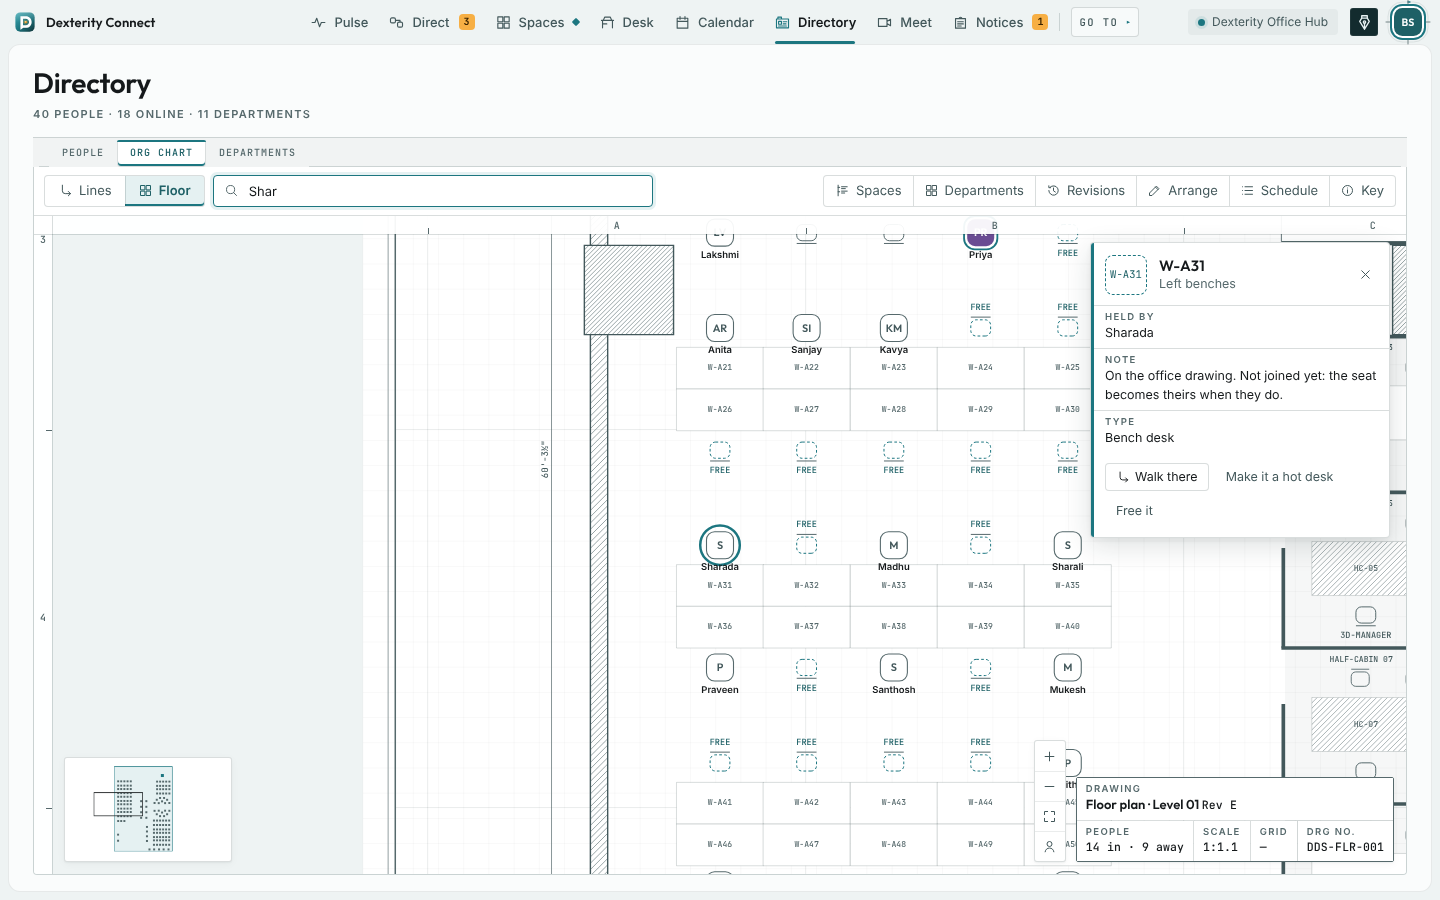 Dexterity Connect
Pulse
Direct 3
Spaces
Desk
Calendar
Directory
Meet
Notices 1
GO TO
Dexterity Office Hub
BS
Directory
40 PEOPLE · 18 ONLINE · 11 DEPARTMENTS
PEOPLE
ORG CHART
DEPARTMENTS
Lines
Floor
Shar
Spaces
Departments
Revisions
Arrange
Schedule
Key
A
B
C
3
4
60'-3½"
Lakshmi
Priya
FREE
FREE
FREE
AR
SI
KM
Anita
Sanjay
Kavya
W-A21
W-A22
W-A23
W-A24
W-A25
W-A26
W-A27
W-A28
W-A29
W-A30
FREE
FREE
FREE
FREE
FREE
FREE
FREE
S
M
S
Sharada
Madhu
Sharali
W-A31
W-A32
W-A33
W-A34
W-A35
W-A36
W-A37
W-A38
W-A39
W-A40
P
S
M
Praveen
FREE
Santhosh
FREE
Mukesh
FREE
FREE
FREE
FREE
P
W-A41
W-A42
W-A43
W-A44
W-A46
W-A47
W-A48
W-A49
W-A31
W-A31
Left benches
HELD BY
Sharada
NOTE
On the office drawing. Not joined yet: the seat
becomes theirs when they do.
TYPE
Bench desk
Walk there
Make it a hot desk
Free it
HC-05
3D-MANAGER
HALF-CABIN 07
HC-07
DRAWING
Floor plan · Level 01 Rev E
PEOPLE
14 in · 9 away
SCALE
1:1.1
GRID
—
DRG NO.
DDS-FLR-001